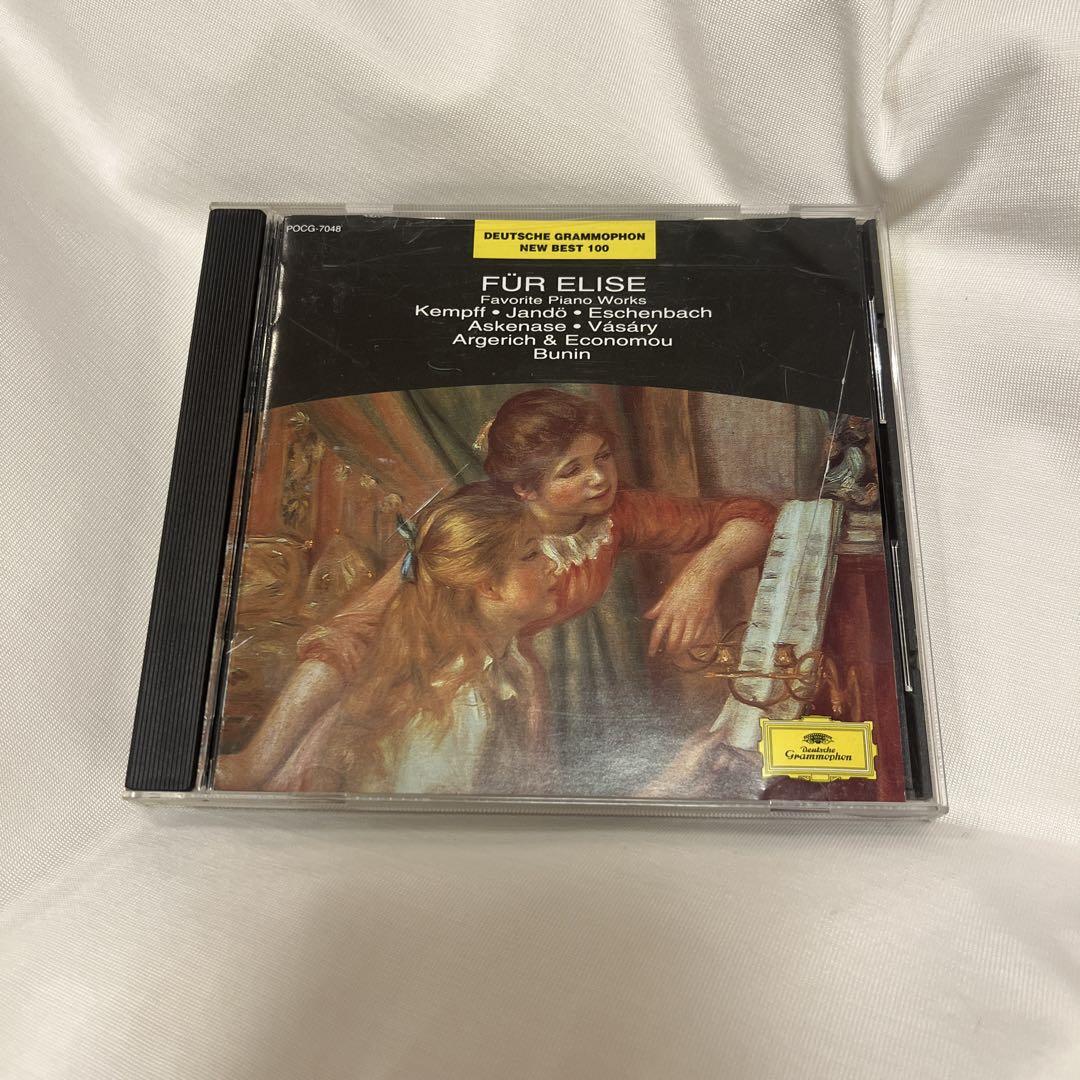 POCG-7048
DEUTSCHE GRAMMOPHON
NEW BEST 100
FÜR ELISE
Favorite Piano Works
Kempff • Jandö • Eschenbach
Askenase • Vásáry
Argerich & Economou
Bunin
Deutsche
Grammophon